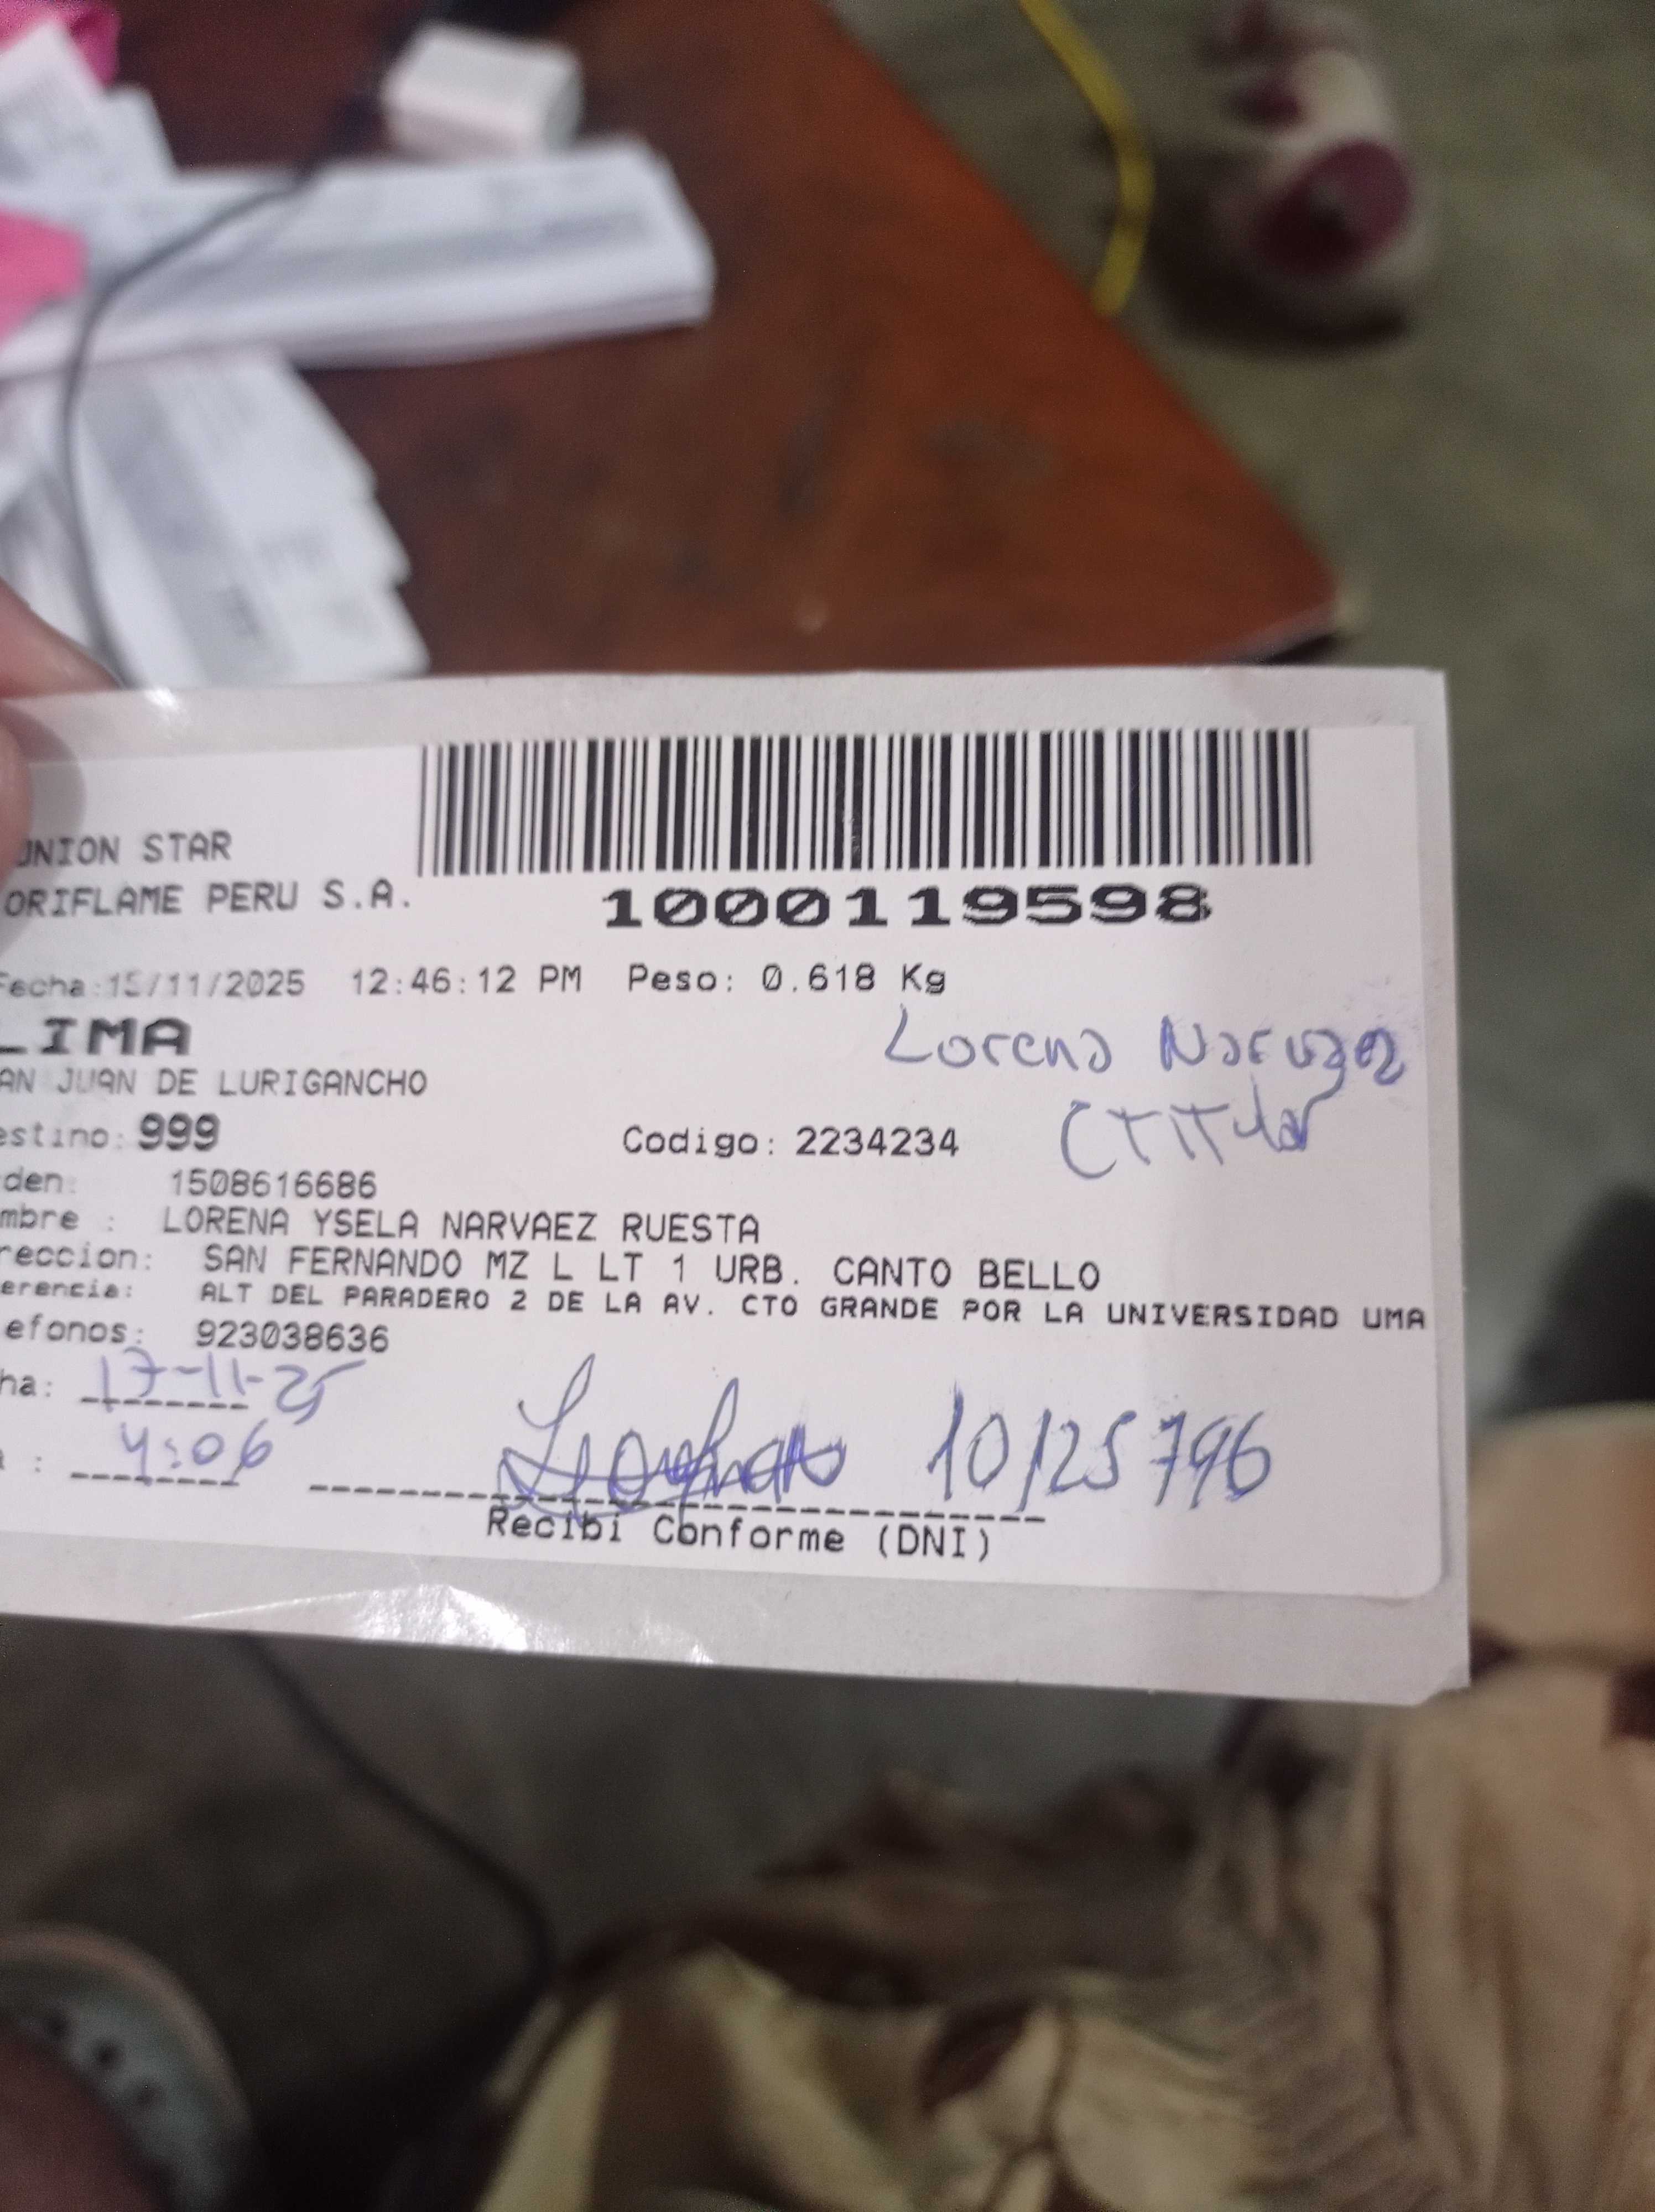 UNION STAR
ORIFLAME PERU S.A.
1000119598
Fecha:15/11/2025 12:46:12 PM Peso: 0.618 Kg
LIMA
Lorena Narvaez
AN JUAN DE LURIGANCHO
(TITular
estino: 999 Codigo: 2234234
den: 1508616686
mbre : LORENA YSELA NARVAEZ RUESTA
reccion: SAN FERNANDO MZ L LT 1 URB. CANTO BELLO
erencia: ALT DEL PARADERO 2 DE LA AV. CTO GRANDE POR LA UNIVERSIDAD UMA
efonos: 923038636
ha: 17-11-25
a : 4:06
10125796
Recibi Conforme (DNI)